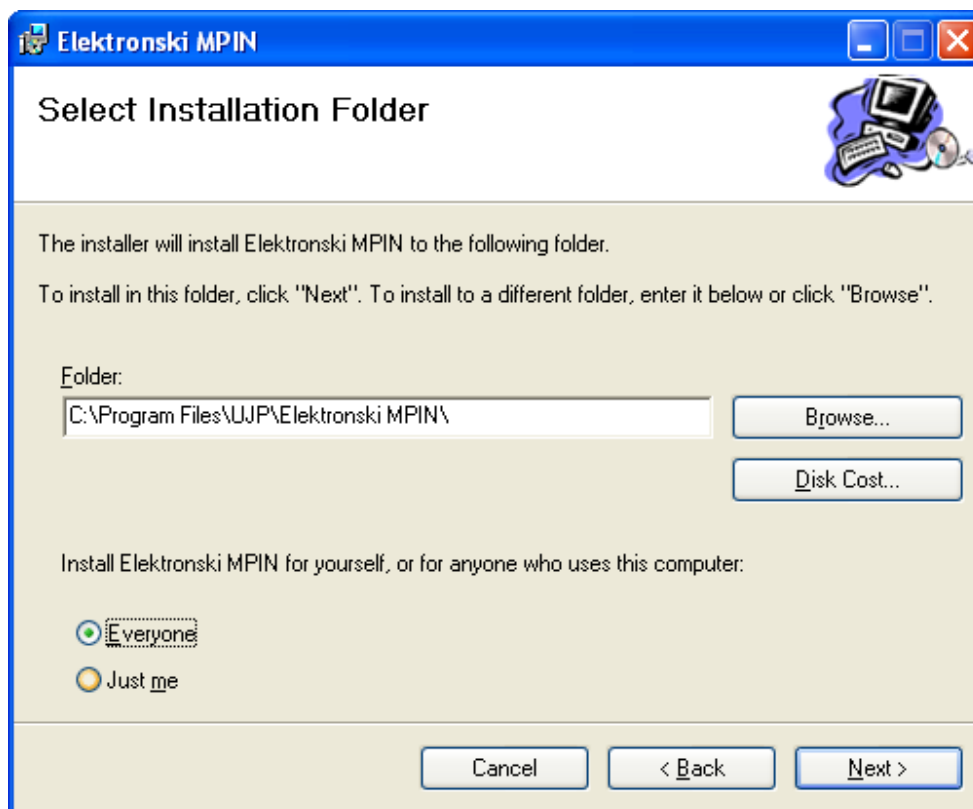 Elektronski MPIN
Select Installation Folder
The installer will install Elektronski MPIN to the following folder.
To install in this folder, click "Next". To install to a different folder, enter it below or click "Browse".
Folder:
C:\Program Files\UJP\Elektronski MPIN\
Browse...
Disk Cost...
Install Elektronski MPIN for yourself, or for anyone who uses this computer:
Everyone
Just me
Cancel
< Back
Next >